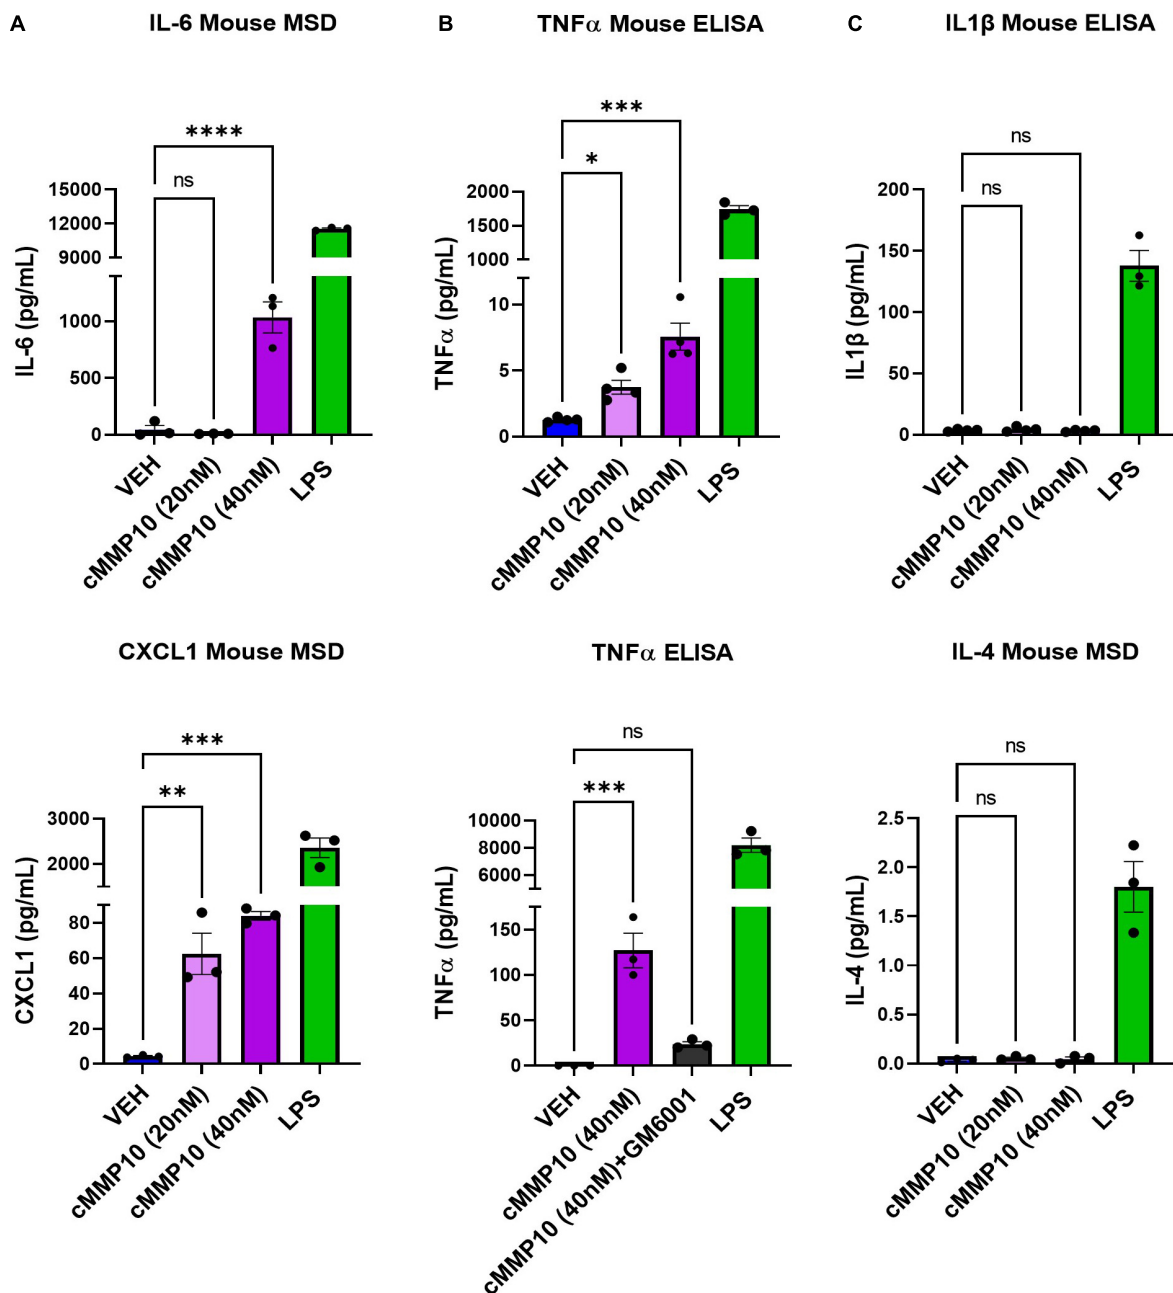 A IL-6 Mouse MSD
****
ns
IL-6 (pg/mL)
15000
12000
9000
1000
500
0
VEH
cMMP10 (20nM)
cMMP10 (40nM)
LPS
B TNFα Mouse ELISA
***
*
TNFα (pg/mL)
2000
1500
1000
10
5
0
VEH
cMMP10 (20nM)
cMMP10 (40nM)
LPS
C IL1β Mouse ELISA
ns
ns
IL1β (pg/mL)
200
150
100
50
0
VEH
cMMP10 (20nM)
cMMP10 (40nM)
LPS
CXCL1 Mouse MSD
***
**
CXCL1 (pg/mL)
3000
2000
80
60
40
20
0
VEH
cMMP10 (20nM)
cMMP10 (40nM)
LPS
TNFα ELISA
ns
***
TNFα (pg/mL)
10000
8000
6000
150
100
50
0
VEH
cMMP10 (40nM)
cMMP10 (40nM)+GM6001
LPS
IL-4 Mouse MSD
ns
ns
IL-4 (pg/mL)
2.5
2.0
1.5
1.0
0.5
0.0
VEH
cMMP10 (20nM)
cMMP10 (40nM)
LPS